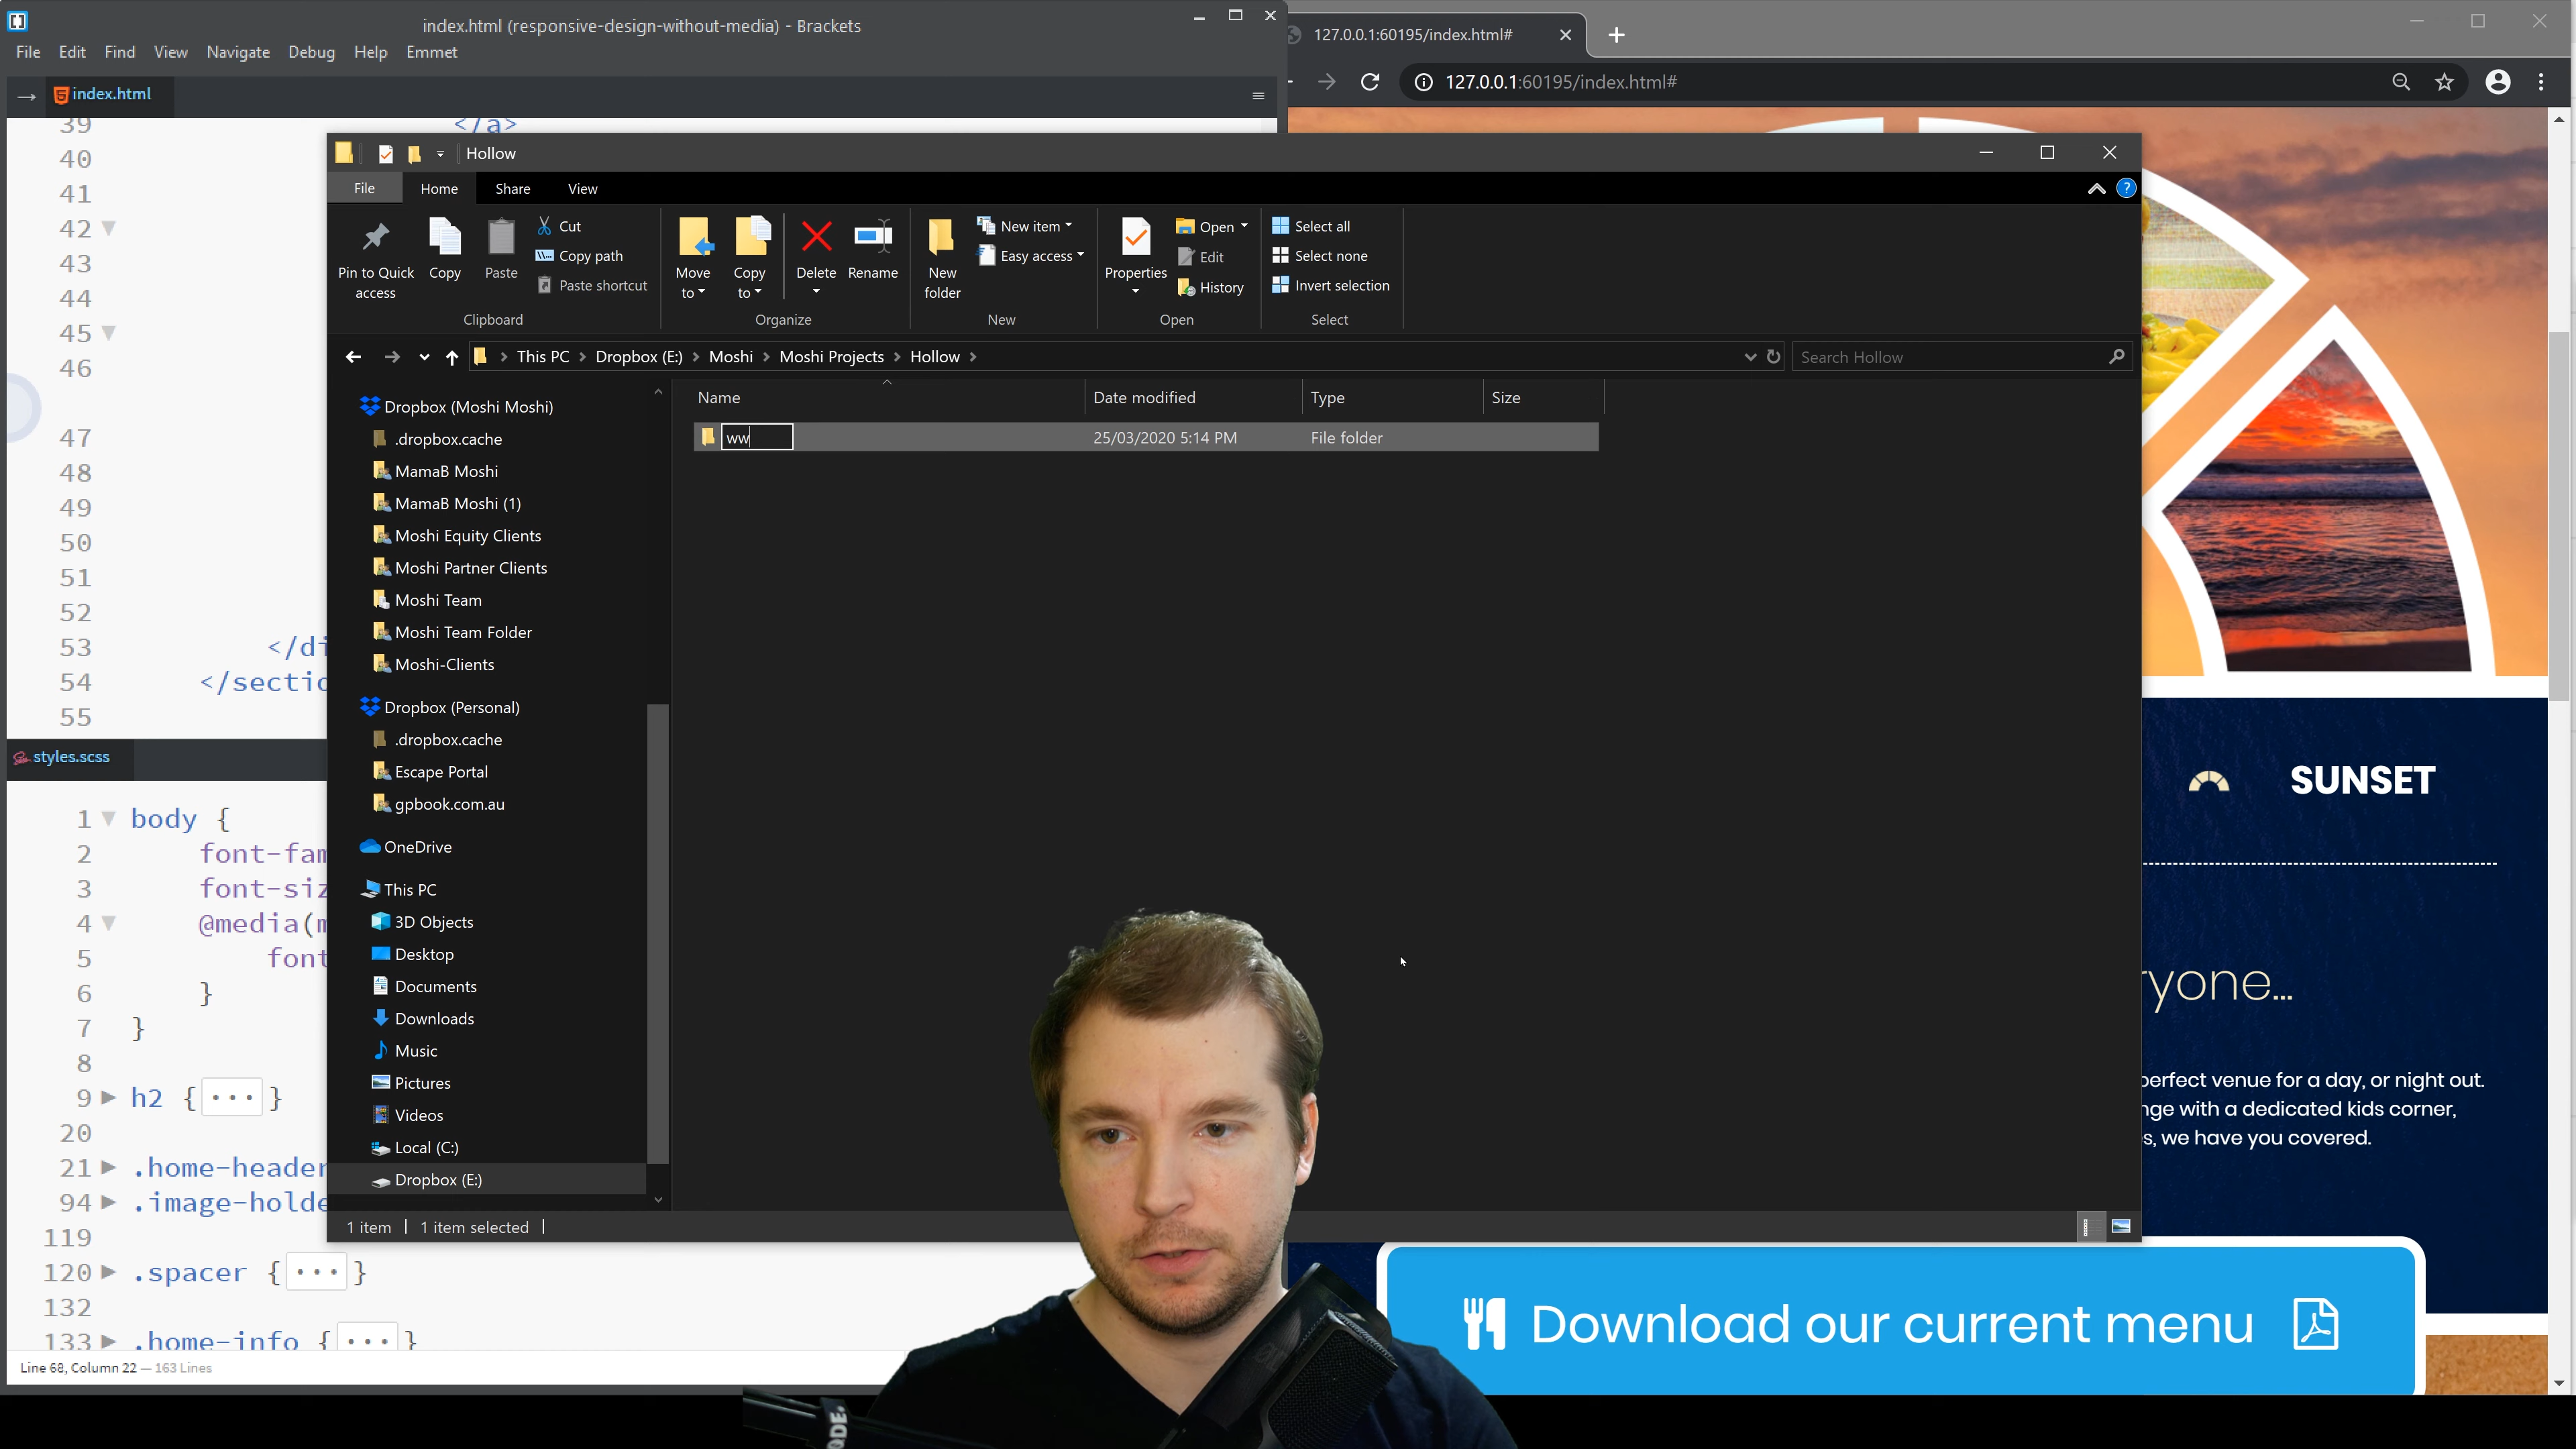 index.html (responsive-design-without-media) - Brackets
File Edit Find View Navigate Debug Help Emmet
index.html
39 </a>
40
41
42
43
44
45
46
47
48
49
50
51
52
53 </di
54 </sectio
55
styles.scss
1 body {
2 font-fam
3 font-siz
4 @media(m
5 font
6 }
7 }
8
9 h2 {...}
20
21 .home-header
94 .image-holde
119
120 .spacer {...}
132
133 .home-info {...}
Line 68, Column 22 — 163 Lines
127.0.0.1:60195/index.html#
127.0.0.1:60195/index.html#
Hollow
File Home Share View
Pin to Quick access
Copy
Paste
Cut
Copy path
Paste shortcut
Clipboard
Move to
Copy to
Delete
Rename
Organize
New folder
New item
Easy access
New
Properties
Open
Edit
History
Open
Select all
Select none
Invert selection
Select
This PC > Dropbox (E:) > Moshi > Moshi Projects > Hollow >
Search Hollow
Dropbox (Moshi Moshi)
.dropbox.cache
MamaB Moshi
MamaB Moshi (1)
Moshi Equity Clients
Moshi Partner Clients
Moshi Team
Moshi Team Folder
Moshi-Clients
Dropbox (Personal)
.dropbox.cache
Escape Portal
gpbook.com.au
OneDrive
This PC
3D Objects
Desktop
Documents
Downloads
Music
Pictures
Videos
Local (C:)
Dropbox (E:)
Name Date modified Type Size
ww 25/03/2020 5:14 PM File folder
1 item 1 item selected
SUNSET
yone...
perfect venue for a day, or night out.
nge with a dedicated kids corner,
s, we have you covered.
Download our current menu
ODE.